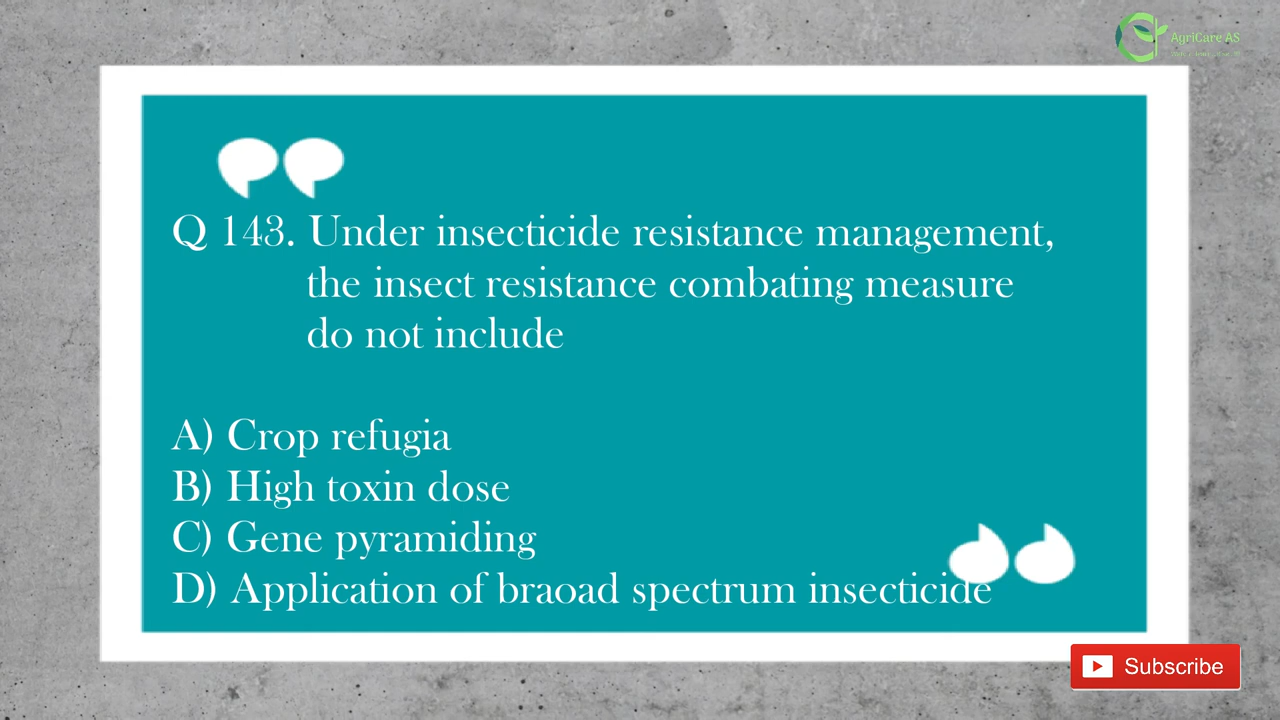 AgriCare AS
Q 143. Under insecticide resistance management,
the insect resistance combating measure
do not include
A) Crop refugia
B) High toxin dose
C) Gene pyramiding
D) Application of braoad spectrum insecticide
Subscribe